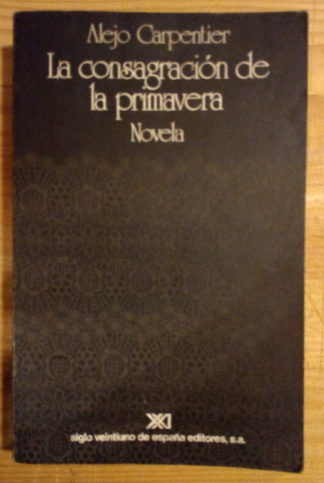 Alejo Carpentier
La consagración de
la primavera
Novela
XXI
siglo veintiuno de españa editores, s.a.